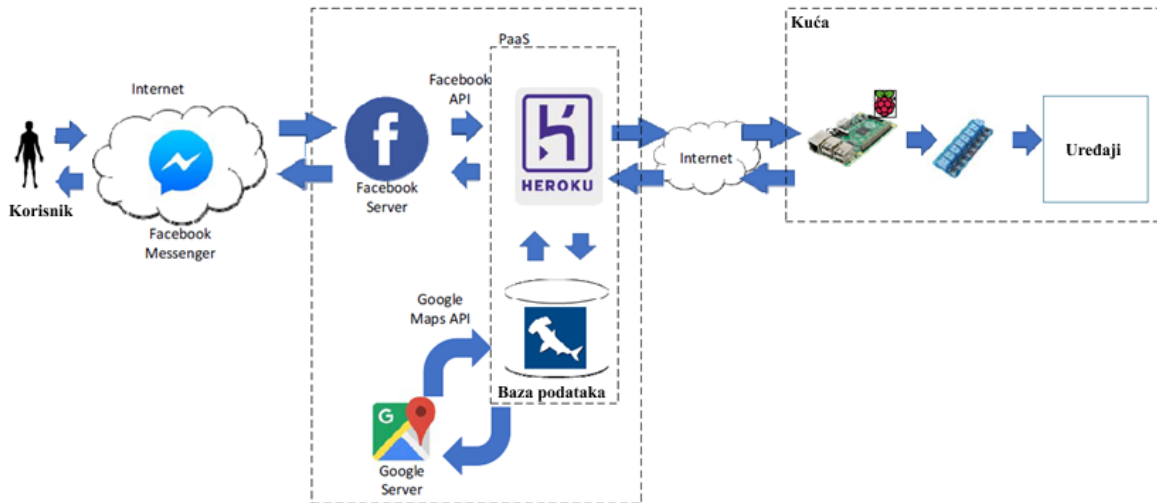 Internet
Korisnik
Facebook
Messenger
PaaS
Facebook
API
f
Facebook
Server
HEROKU
Google
Maps API
Baza podataka
G
Google
Server
Internet
Kuća
Uređaji